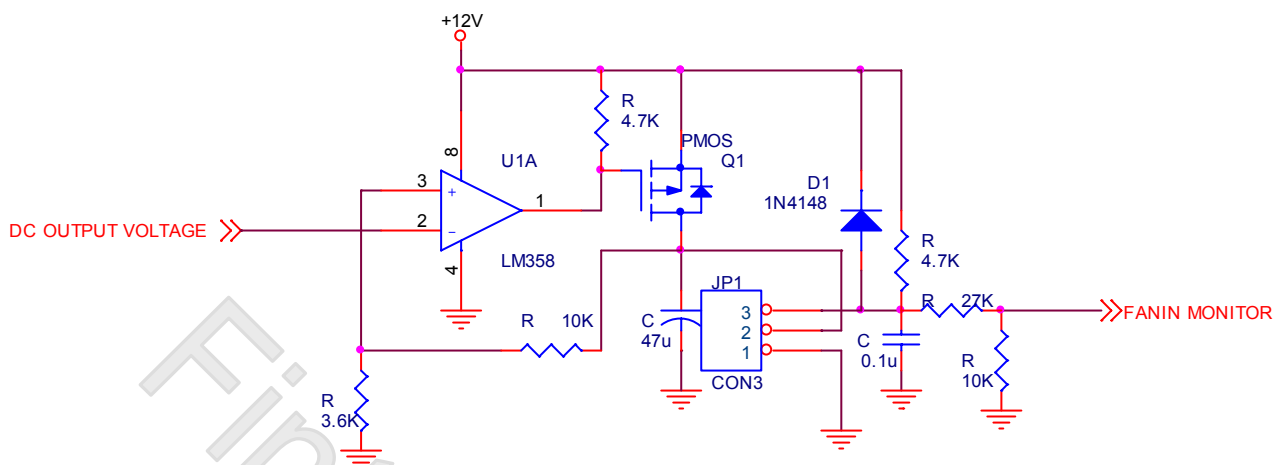 +12V
R
4.7K
PMOS
Q1
8
U1A
3
+
1
2
−
D1
1N4148
DC OUTPUT VOLTAGE
4
LM358
R
4.7K
JP1
R 10K
C
47u
3
2
1
R 27K
FANIN MONITOR
C
0.1u
R
10K
CON3
R
3.6K